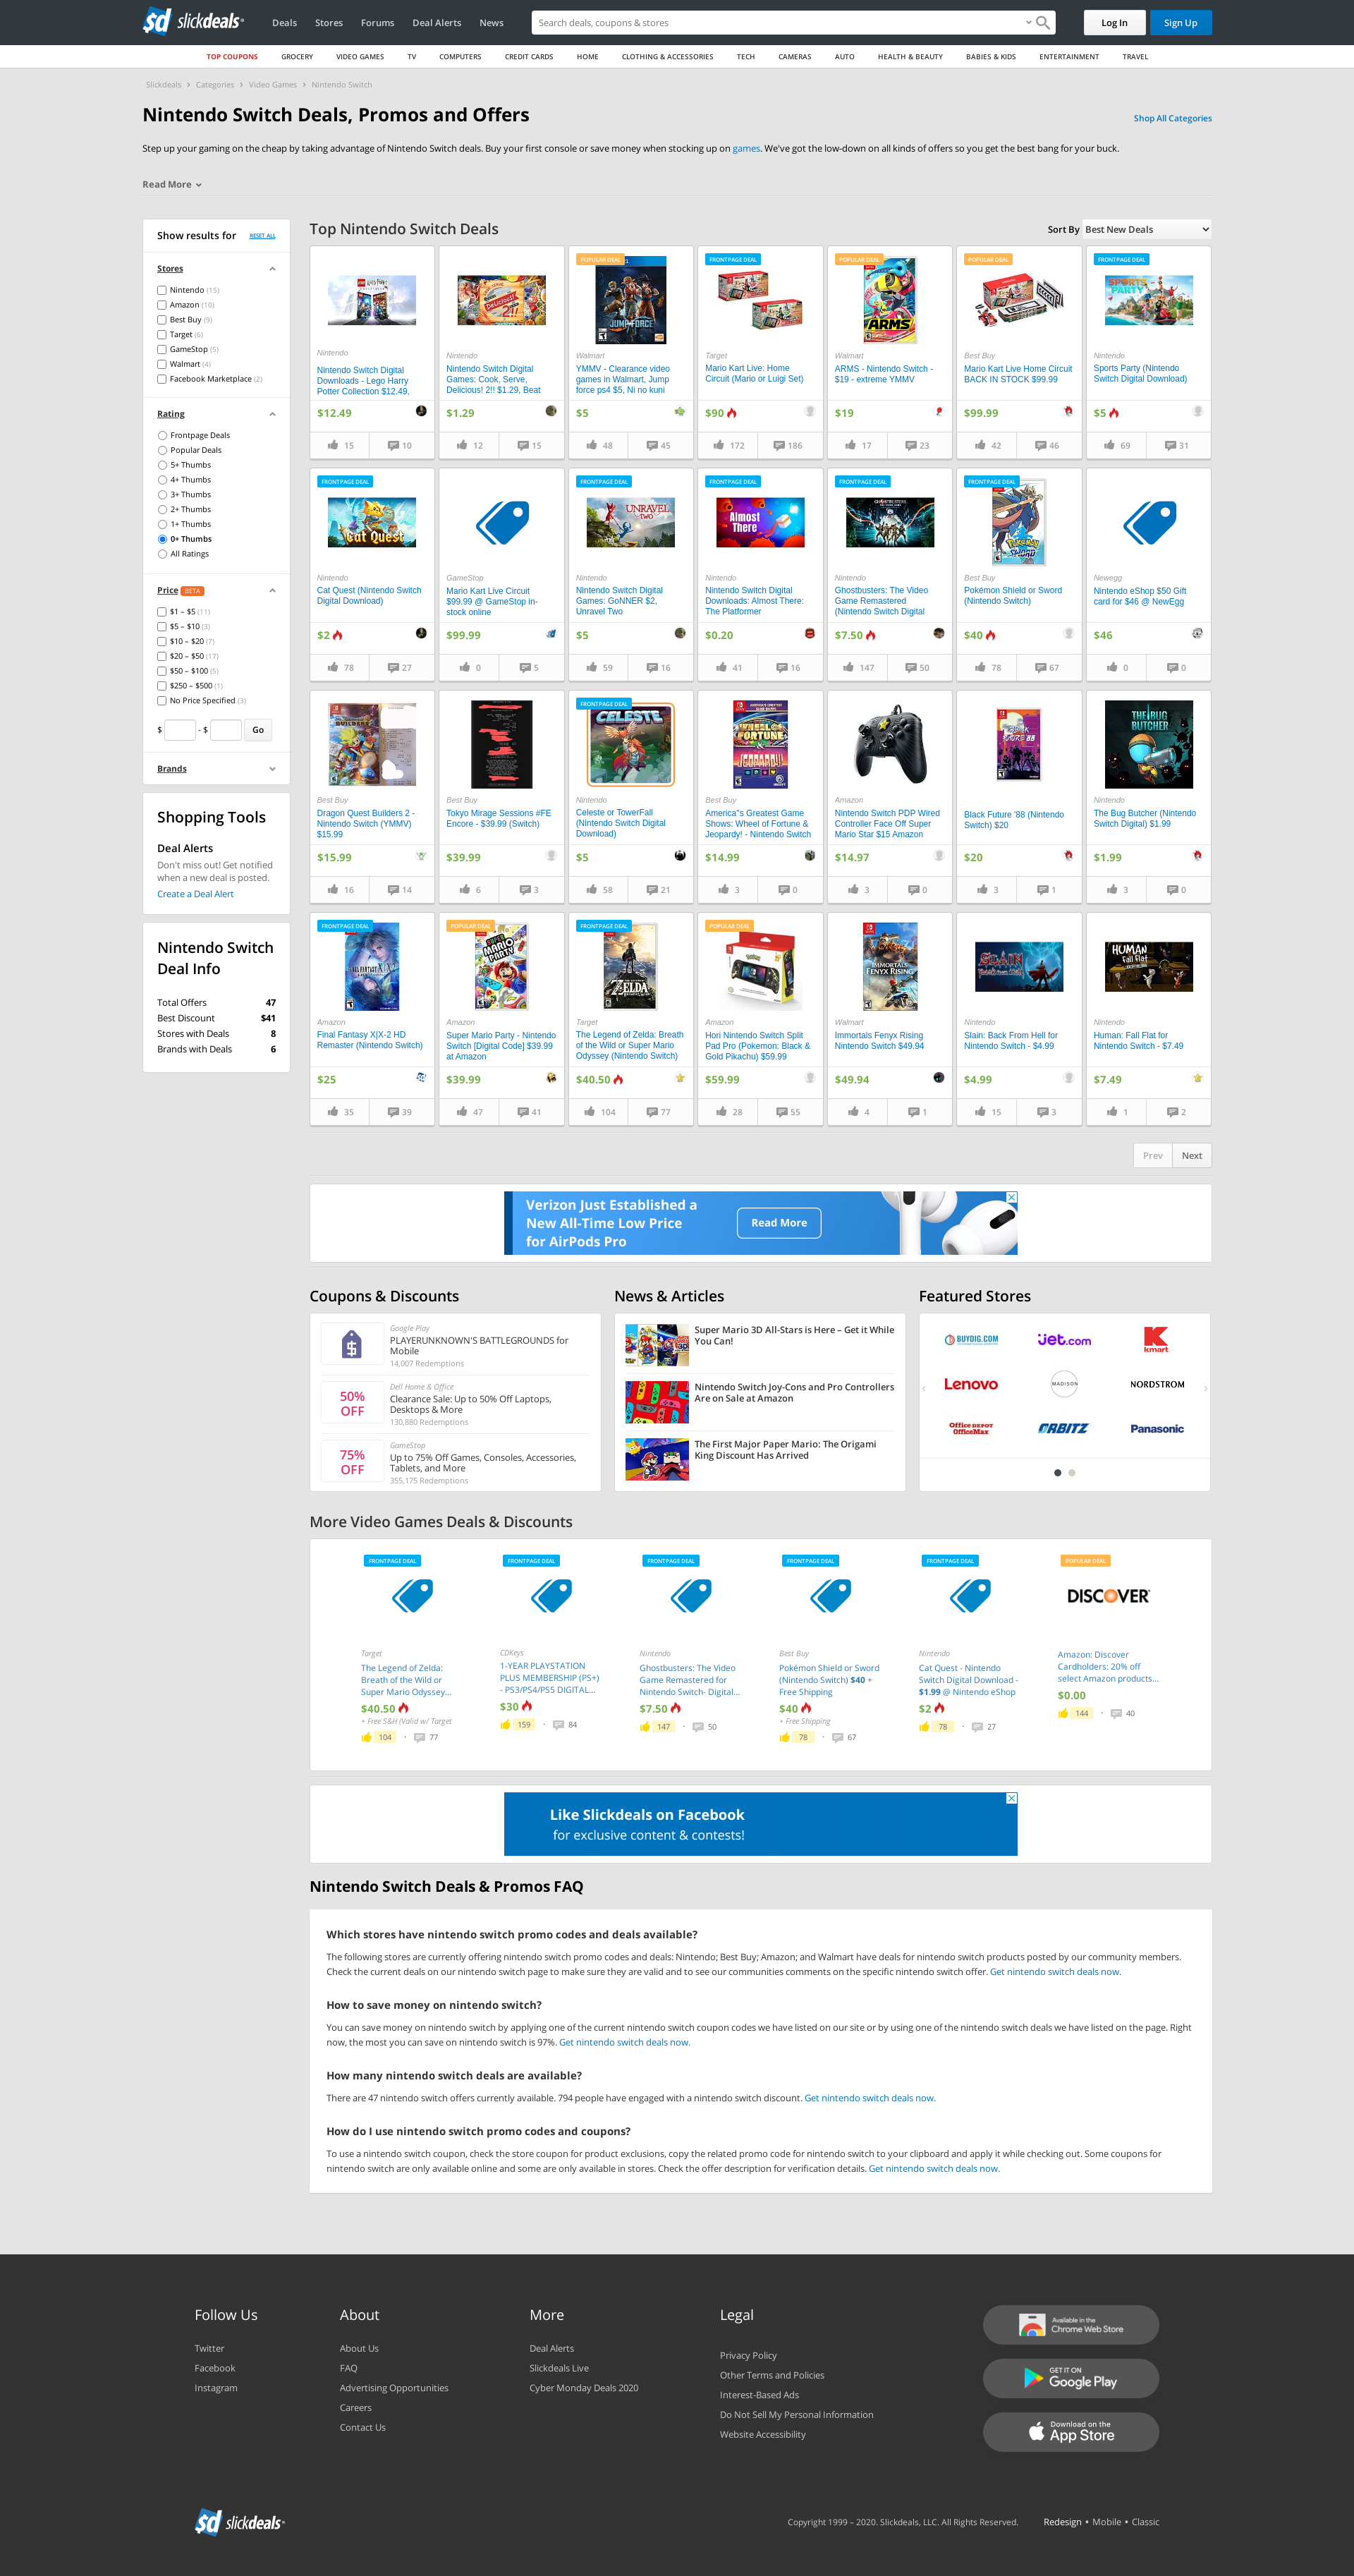 slickdeals
Deals Stores Forums Deal Alerts News
Search deals, coupons & stores
Log In
Sign Up
TOP COUPONS GROCERY VIDEO GAMES TV COMPUTERS CREDIT CARDS HOME CLOTHING & ACCESSORIES TECH CAMERAS AUTO HEALTH & BEAUTY BABIES & KIDS ENTERTAINMENT TRAVEL
Slickdeals > Categories > Video Games > Nintendo Switch
Nintendo Switch Deals, Promos and Offers
Shop All Categories
Step up your gaming on the cheap by taking advantage of Nintendo Switch deals. Buy your first console or save money when stocking up on games. We've got the low-down on all kinds of offers so you get the best bang for your buck.
Read More
Show results for RESET ALL
Stores
Nintendo (15)
Amazon (10)
Best Buy (9)
Target (6)
GameStop (5)
Walmart (4)
Facebook Marketplace (2)
Rating
Frontpage Deals
Popular Deals
5+ Thumbs
4+ Thumbs
3+ Thumbs
2+ Thumbs
1+ Thumbs
0+ Thumbs
All Ratings
Price BETA
$1 – $5 (11)
$5 – $10 (3)
$10 – $20 (7)
$20 – $50 (17)
$50 – $100 (5)
$250 – $500 (1)
No Price Specified (3)
$ - $ Go
Brands
Shopping Tools
Deal Alerts
Don't miss out! Get notified
when a new deal is posted.
Create a Deal Alert
Nintendo Switch
Deal Info
Total Offers 47
Best Discount $41
Stores with Deals 8
Brands with Deals 6
Top Nintendo Switch Deals
Sort By Best New Deals
Nintendo
Nintendo Switch Digital
Downloads - Lego Harry
Potter Collection $12.49,
$12.49
15 10
Nintendo
Nintendo Switch Digital
Games: Cook, Serve,
Delicious! 2!! $1.29, Beat
$1.29
12 15
POPULAR DEAL
JUMP FORCE
Walmart
YMMV - Clearance video
games in Walmart, Jump
force ps4 $5, Ni no kuni
$5
48 45
FRONTPAGE DEAL
Target
Mario Kart Live: Home
Circuit (Mario or Luigi Set)
$90
172 186
POPULAR DEAL
ARMS
Walmart
ARMS - Nintendo Switch -
$19 - extreme YMMV
$19
17 23
POPULAR DEAL
Best Buy
Mario Kart Live Home Circuit
BACK IN STOCK $99.99
$99.99
42 46
FRONTPAGE DEAL
SPORTS PARTY
Nintendo
Sports Party (Nintendo
Switch Digital Download)
$5
69 31
FRONTPAGE DEAL
Cat Quest
Nintendo
Cat Quest (Nintendo Switch
Digital Download)
$2
78 27
GameStop
Mario Kart Live Circuit
$99.99 @ GameStop in-
stock online
$99.99
0 5
FRONTPAGE DEAL
UNRAVEL TWO
Nintendo
Nintendo Switch Digital
Games: GoNNER $2,
Unravel Two
$5
59 16
FRONTPAGE DEAL
Almost There
Nintendo
Nintendo Switch Digital
Downloads: Almost There:
The Platformer
$0.20
41 16
FRONTPAGE DEAL
Nintendo
Ghostbusters: The Video
Game Remastered
(Nintendo Switch Digital
$7.50
147 50
FRONTPAGE DEAL
Best Buy
Pokémon Shield or Sword
(Nintendo Switch)
$40
78 67
Newegg
Nintendo eShop $50 Gift
card for $46 @ NewEgg
$46
0 0
Best Buy
Dragon Quest Builders 2 -
Nintendo Switch (YMMV)
$15.99
$15.99
16 14
Best Buy
Tokyo Mirage Sessions #FE
Encore - $39.99 (Switch)
$39.99
6 3
FRONTPAGE DEAL
CELESTE
Nintendo
Celeste or TowerFall
(Nintendo Switch Digital
Download)
$5
58 21
WHEEL OF FORTUNE
JEOPARDY!
Best Buy
America"s Greatest Game
Shows: Wheel of Fortune &
Jeopardy! - Nintendo Switch
$14.99
3 0
Amazon
Nintendo Switch PDP Wired
Controller Face Off Super
Mario Star $15 Amazon
$14.97
3 0
Black Future '88 (Nintendo
Switch) $20
$20
3 1
THE BUG BUTCHER
Nintendo
The Bug Butcher (Nintendo
Switch Digital) $1.99
$1.99
3 0
FRONTPAGE DEAL
Amazon
Final Fantasy X|X-2 HD
Remaster (Nintendo Switch)
$25
35 39
POPULAR DEAL
SUPER MARIO PARTY
Amazon
Super Mario Party - Nintendo
Switch [Digital Code] $39.99
at Amazon
$39.99
47 41
FRONTPAGE DEAL
ZELDA
Target
The Legend of Zelda: Breath
of the Wild or Super Mario
Odyssey (Nintendo Switch)
$40.50
104 77
POPULAR DEAL
Amazon
Hori Nintendo Switch Split
Pad Pro (Pokemon: Black &
Gold Pikachu) $59.99
$59.99
28 55
IMMORTALS FENYX RISING
Walmart
Immortals Fenyx Rising
Nintendo Switch $49.94
$49.94
4 1
SLAIN
Nintendo
Slain: Back From Hell for
Nintendo Switch - $4.99
$4.99
15 3
HUMAN Fall Flat
Nintendo
Human: Fall Flat for
Nintendo Switch - $7.49
$7.49
1 2
Prev Next
Verizon Just Established a
New All-Time Low Price
for AirPods Pro
Read More
Coupons & Discounts
Google Play
PLAYERUNKNOWN'S BATTLEGROUNDS for
Mobile
14,007 Redemptions
50%
OFF
Dell Home & Office
Clearance Sale: Up to 50% Off Laptops,
Desktops & More
130,880 Redemptions
75%
OFF
GameStop
Up to 75% Off Games, Consoles, Accessories,
Tablets, and More
355,175 Redemptions
News & Articles
Super Mario 3D All-Stars is Here – Get it While
You Can!
Nintendo Switch Joy-Cons and Pro Controllers
Are on Sale at Amazon
The First Major Paper Mario: The Origami
King Discount Has Arrived
Featured Stores
BUYDIG.COM jet.com kmart
Lenovo MADISON NORDSTROM
Office DEPOT
OfficeMax
ORBITZ Panasonic
More Video Games Deals & Discounts
FRONTPAGE DEAL
Target
The Legend of Zelda:
Breath of the Wild or
Super Mario Odyssey...
$40.50
+ Free S&H (Valid w/ Target
104 · 77
FRONTPAGE DEAL
CDKeys
1-YEAR PLAYSTATION
PLUS MEMBERSHIP (PS+)
- PS3/PS4/PS5 DIGITAL...
$30
159 · 84
FRONTPAGE DEAL
Nintendo
Ghostbusters: The Video
Game Remastered for
Nintendo Switch- Digital...
$7.50
147 · 50
FRONTPAGE DEAL
Best Buy
Pokémon Shield or Sword
(Nintendo Switch) $40 +
Free Shipping
$40
+ Free Shipping
78 · 67
FRONTPAGE DEAL
Nintendo
Cat Quest - Nintendo
Switch Digital Download -
$1.99 @ Nintendo eShop
$2
78 · 27
POPULAR DEAL
DISCOVER
Amazon: Discover
Cardholders: 20% off
select Amazon products...
$0.00
144 · 40
Like Slickdeals on Facebook
for exclusive content & contests!
Nintendo Switch Deals & Promos FAQ
Which stores have nintendo switch promo codes and deals available?
The following stores are currently offering nintendo switch promo codes and deals: Nintendo; Best Buy; Amazon; and Walmart have deals for nintendo switch products posted by our community members.
Check the current deals on our nintendo switch page to make sure they are valid and to see our communities comments on the specific nintendo switch offer. Get nintendo switch deals now.
How to save money on nintendo switch?
You can save money on nintendo switch by applying one of the current nintendo switch coupon codes we have listed on our site or by using one of the nintendo switch deals we have listed on the page. Right
now, the most you can save on nintendo switch is 97%. Get nintendo switch deals now.
How many nintendo switch deals are available?
There are 47 nintendo switch offers currently available. 794 people have engaged with a nintendo switch discount. Get nintendo switch deals now.
How do I use nintendo switch promo codes and coupons?
To use a nintendo switch coupon, check the store coupon for product exclusions, copy the related promo code for nintendo switch to your clipboard and apply it while checking out. Some coupons for
nintendo switch are only available online and some are only available in stores. Check the offer description for verification details. Get nintendo switch deals now.
Follow Us
Twitter
Facebook
Instagram
About
About Us
FAQ
Advertising Opportunities
Careers
Contact Us
More
Deal Alerts
Slickdeals Live
Cyber Monday Deals 2020
Legal
Privacy Policy
Other Terms and Policies
Interest-Based Ads
Do Not Sell My Personal Information
Website Accessibility
Available in the
Chrome Web Store
GET IT ON
Google Play
Download on the
App Store
slickdeals
Copyright 1999 – 2020. Slickdeals, LLC. All Rights Reserved.
Redesign • Mobile • Classic